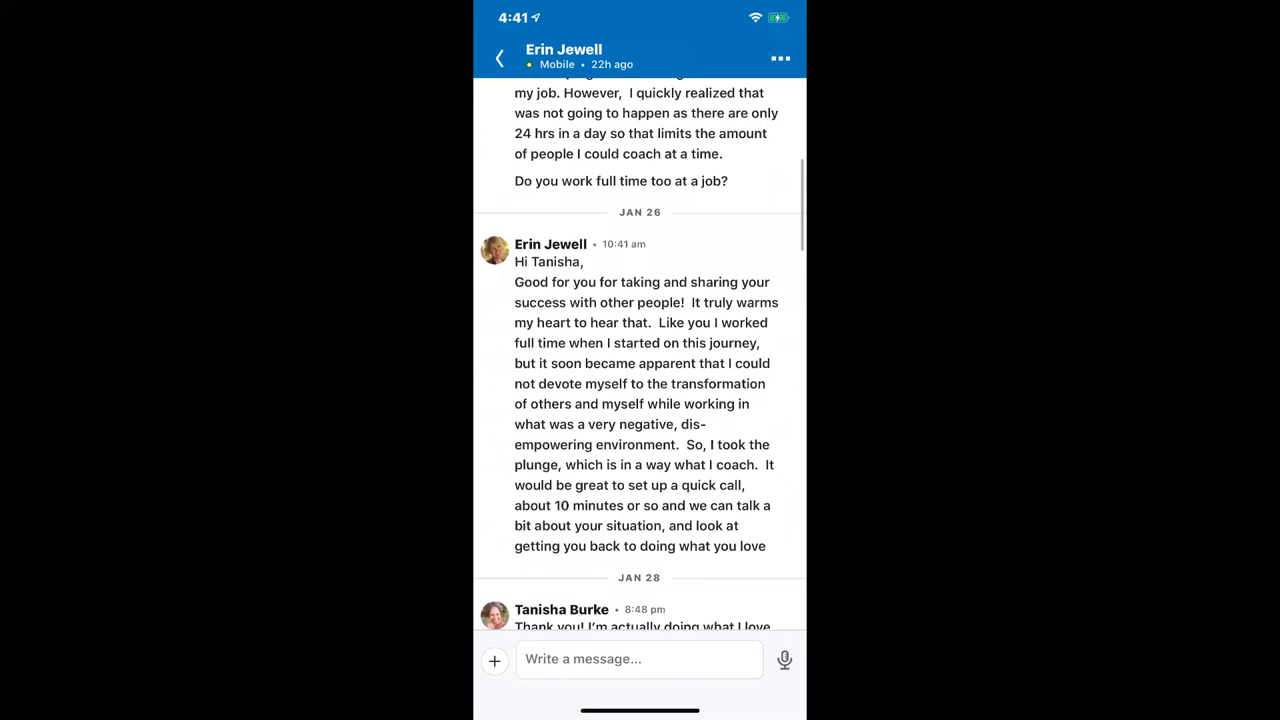 4:41
Erin Jewell
Mobile • 22h ago
my job. However, I quickly realized that
was not going to happen as there are only
24 hrs in a day so that limits the amount
of people I could coach at a time.
Do you work full time too at a job?
JAN 26
Erin Jewell • 10:41 am
Hi Tanisha,
Good for you for taking and sharing your
success with other people! It truly warms
my heart to hear that. Like you I worked
full time when I started on this journey,
but it soon became apparent that I could
not devote myself to the transformation
of others and myself while working in
what was a very negative, dis-
empowering environment. So, I took the
plunge, which is in a way what I coach. It
would be great to set up a quick call,
about 10 minutes or so and we can talk a
bit about your situation, and look at
getting you back to doing what you love
JAN 28
Tanisha Burke • 8:48 pm
Thank you! I'm actually doing what I love
Write a message...